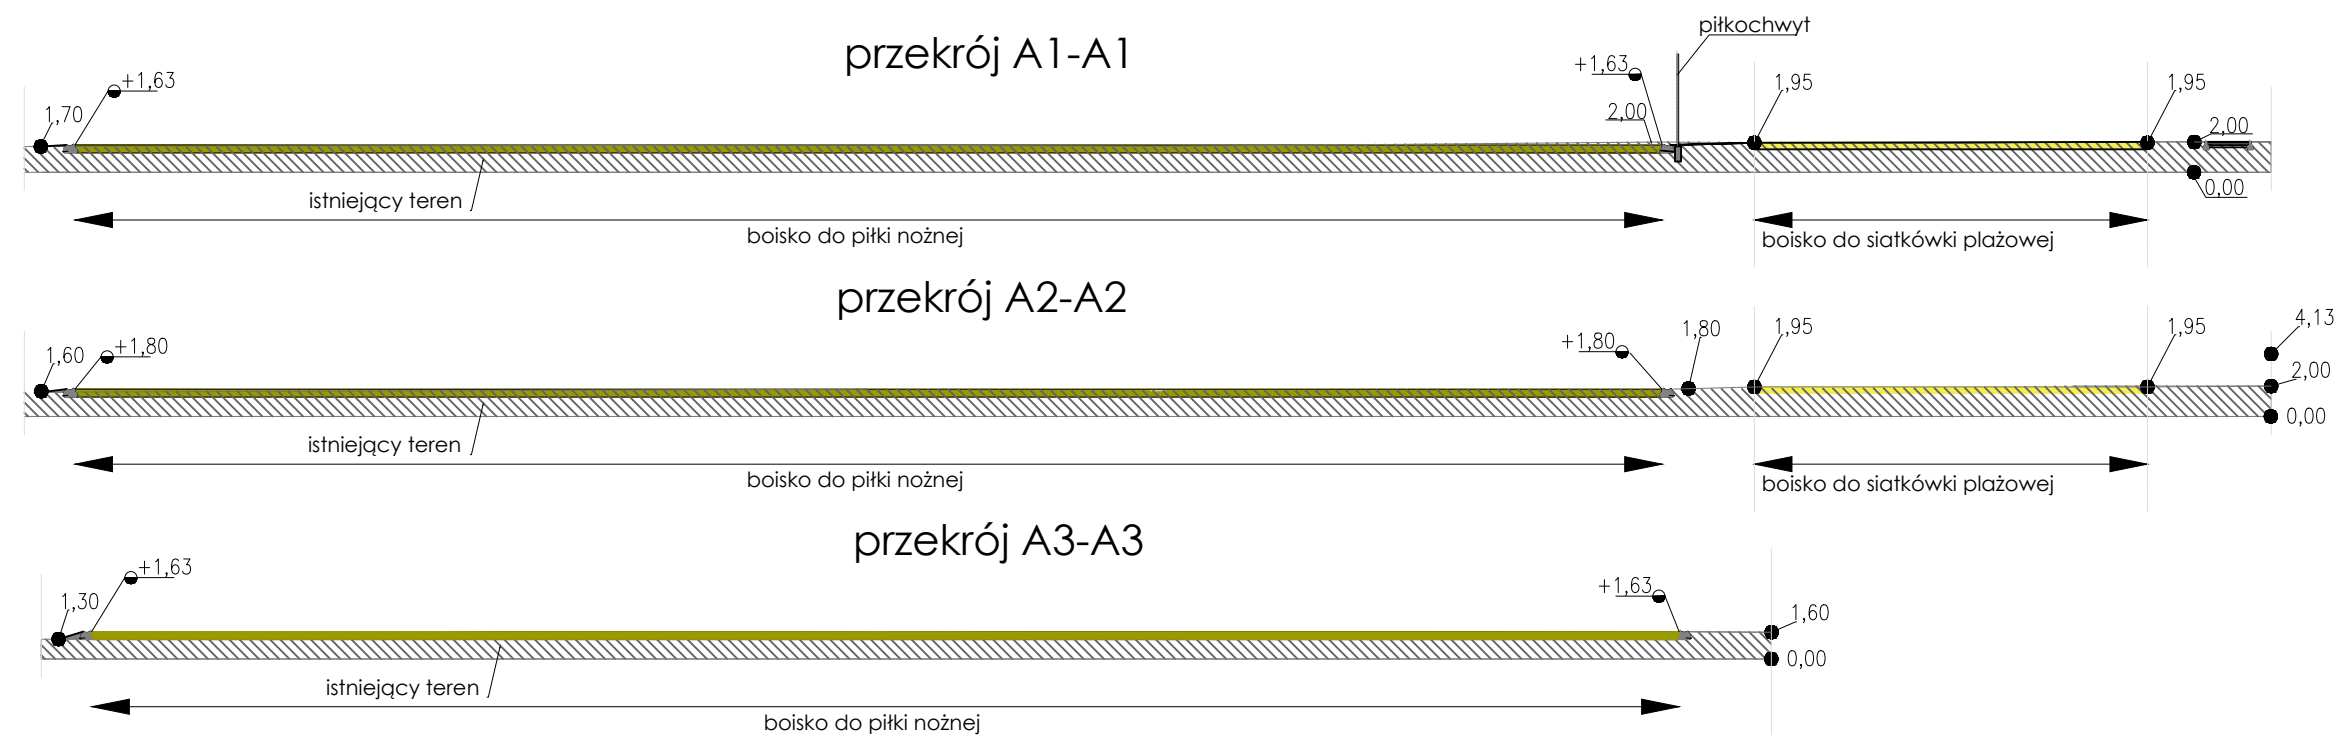 piłkochwyt
przekrój A1-A1
+1,63
+1,63
1,95
1,95
1,70
2,00
2,00
istniejący teren
0,00
boisko do piłki nożnej
boisko do siatkówki plażowej
przekrój A2-A2
4,13
1,60
+1,80
+1,80
1,80
1,95
1,95
2,00
0,00
istniejący teren
boisko do piłki nożnej
boisko do siatkówki plażowej
przekrój A3-A3
+1,63
+1,63
1,30
1,60
0,00
istniejący teren
boisko do piłki nożnej